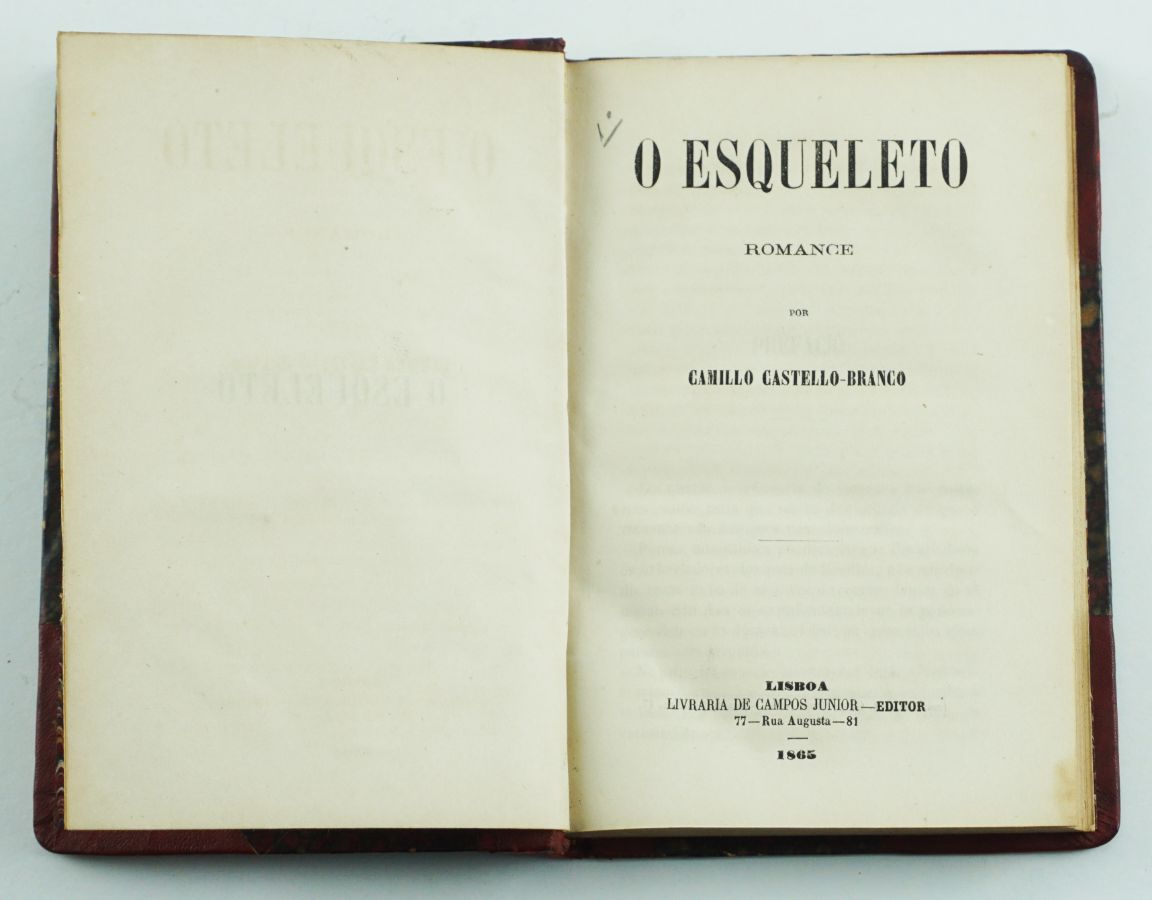 O ESQUELETO
ROMANCE
POR
CAMILLO CASTELLO-BRANCO
LISBOA
LIVRARIA DE CAMPOS JUNIOR—EDITOR
77—Rua Augusta—81
1865